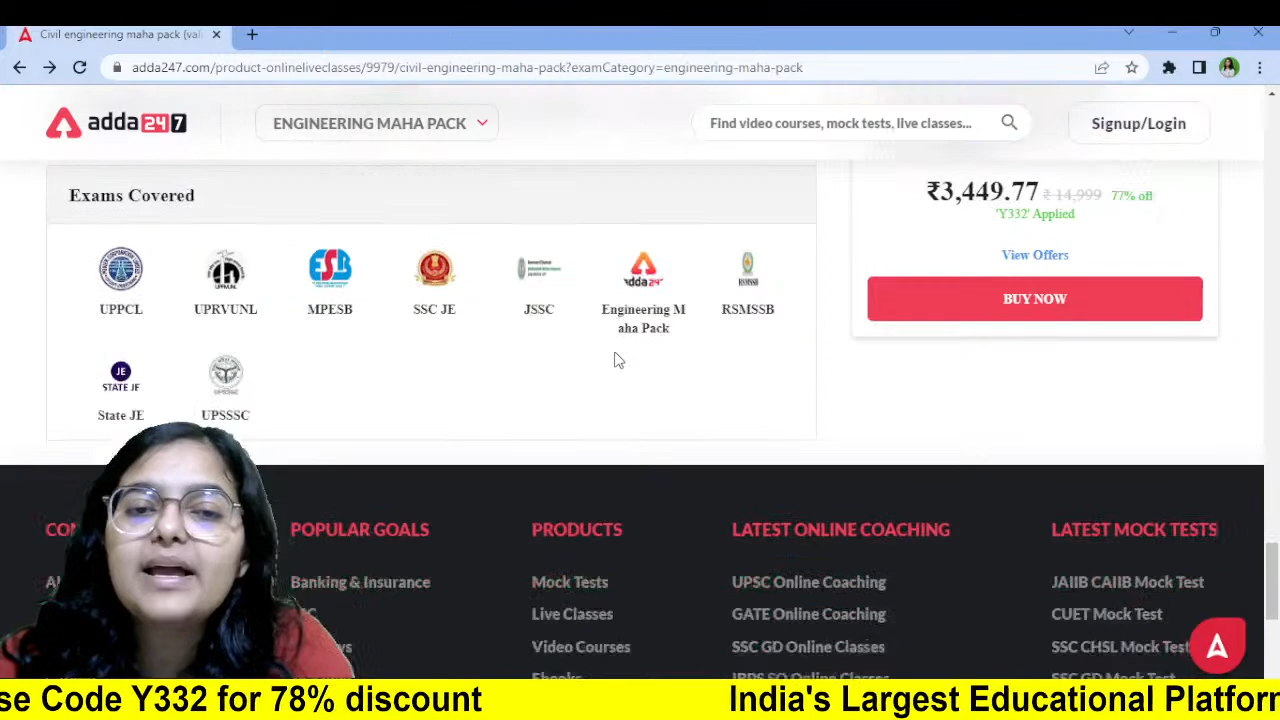 Civil engineering maha pack (vali
adda247.com/product-onlineliveclasses/9979/civil-engineering-maha-pack?examCategory=engineering-maha-pack
adda247
ENGINEERING MAHA PACK
Find video courses, mock tests, live classes...
Signup/Login
Exams Covered
₹3,449.77 ₹ 14,999 77% off
'Y332' Applied
View Offers
BUY NOW
UPPCL
UPRVUNL
MPESB
SSC JE
JSSC
Engineering M
aha Pack
RSMSSB
JE
STATE JE
State JE
UPSSSC
POPULAR GOALS
PRODUCTS
LATEST ONLINE COACHING
LATEST MOCK TESTS
Banking & Insurance
Mock Tests
UPSC Online Coaching
JAIIB CAIIB Mock Test
Live Classes
GATE Online Coaching
CUET Mock Test
Video Courses
SSC GD Online Classes
SSC CHSL Mock Test
se Code Y332 for 78% discount
India's Largest Educational Platform